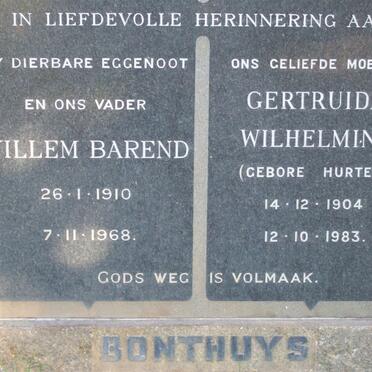 IN LIEFDEVOLLE HERINNERING AA
DIERBARE EGGENOOT
EN ONS VADER
ILLEM BAREND
26·1·1910
7·11·1968.
ONS GELIEFDE MOE
GERTRUIDA
WILHELMIN
(GEBORE HURTE
14·12·1904
12·10·1983.
GODS WEG IS VOLMAAK.
BONTHUYS